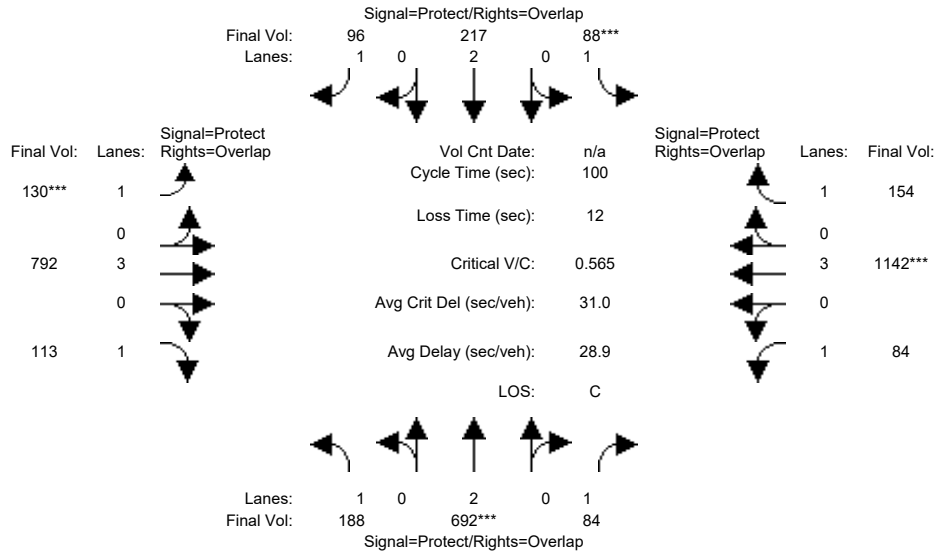 Signal=Protect/Rights=Overlap
Final Vol: 96 217 88***
Lanes: 1 0 2 0 1
Signal=Protect
Final Vol: Lanes: Rights=Overlap
Vol Cnt Date: n/a
Signal=Protect
Rights=Overlap Lanes: Final Vol:
Cycle Time (sec): 100
130*** 1
1 154
Loss Time (sec): 12
0
0
792 3
Critical V/C: 0.565
3 1142***
0
Avg Crit Del (sec/veh): 31.0
0
113 1
Avg Delay (sec/veh): 28.9
1 84
LOS: C
Lanes: 1 0 2 0 1
Final Vol: 188 692*** 84
Signal=Protect/Rights=Overlap